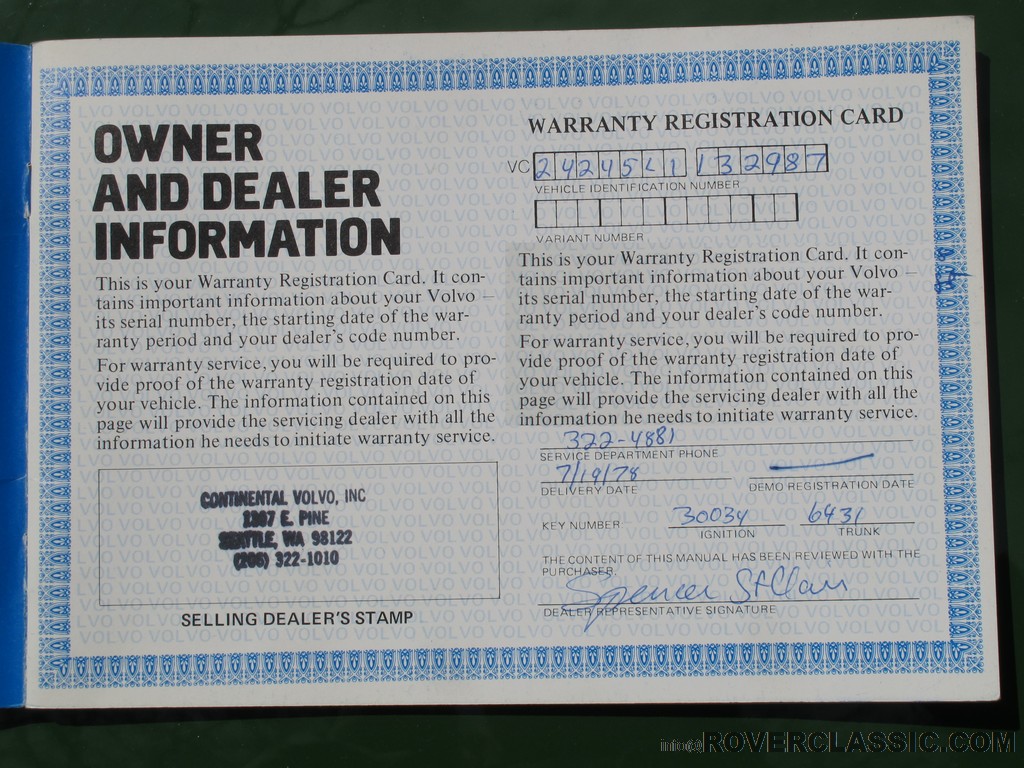 OWNER
AND DEALER
INFORMATION
This is your Warranty Registration Card. It con-
tains important information about your Volvo —
its serial number, the starting date of the war-
ranty period and your dealer's code number.
For warranty service, you will be required to pro-
vide proof of the warranty registration date of
your vehicle. The information contained on this
page will provide the servicing dealer with all the
information he needs to initiate warranty service.
CONTINENTAL VOLVO, INC
E. PINE
SEATTLE, WA 98122
(206) 322-1010
SELLING DEALER'S STAMP
WARRANTY REGISTRATION CARD
VC 24245L1 132987
VEHICLE IDENTIFICATION NUMBER
VARIANT NUMBER
This is your Warranty Registration Card. It con-
tains important information about your Volvo —
its serial number, the starting date of the war-
ranty period and your dealer's code number.
For warranty service, you will be required to pro-
vide proof of the warranty registration date of
your vehicle. The information contained on this
page will provide the servicing dealer with all the
information he needs to initiate warranty service.
322-4881
SERVICE DEPARTMENT PHONE
7/19/78
DELIVERY DATE DEMO REGISTRATION DATE
KEY NUMBER 30034 6431
IGNITION TRUNK
THE CONTENT OF THIS MANUAL HAS BEEN REVIEWED WITH THE
PURCHASER.
Spencer StClair
DEALER REPRESENTATIVE SIGNATURE
info@ROVERCLASSIC.COM